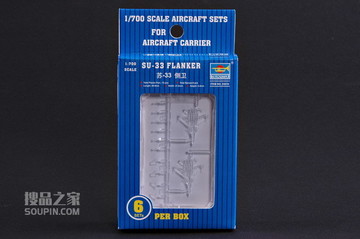 1/700 SCALE AIRCRAFT SETS
FOR
AIRCRAFT CARRIER
1/700
SCALE
SU-33 FLANKER
苏-33 侧卫
6
SETS
PER BOX
搜品之家
SOUPIN.COM